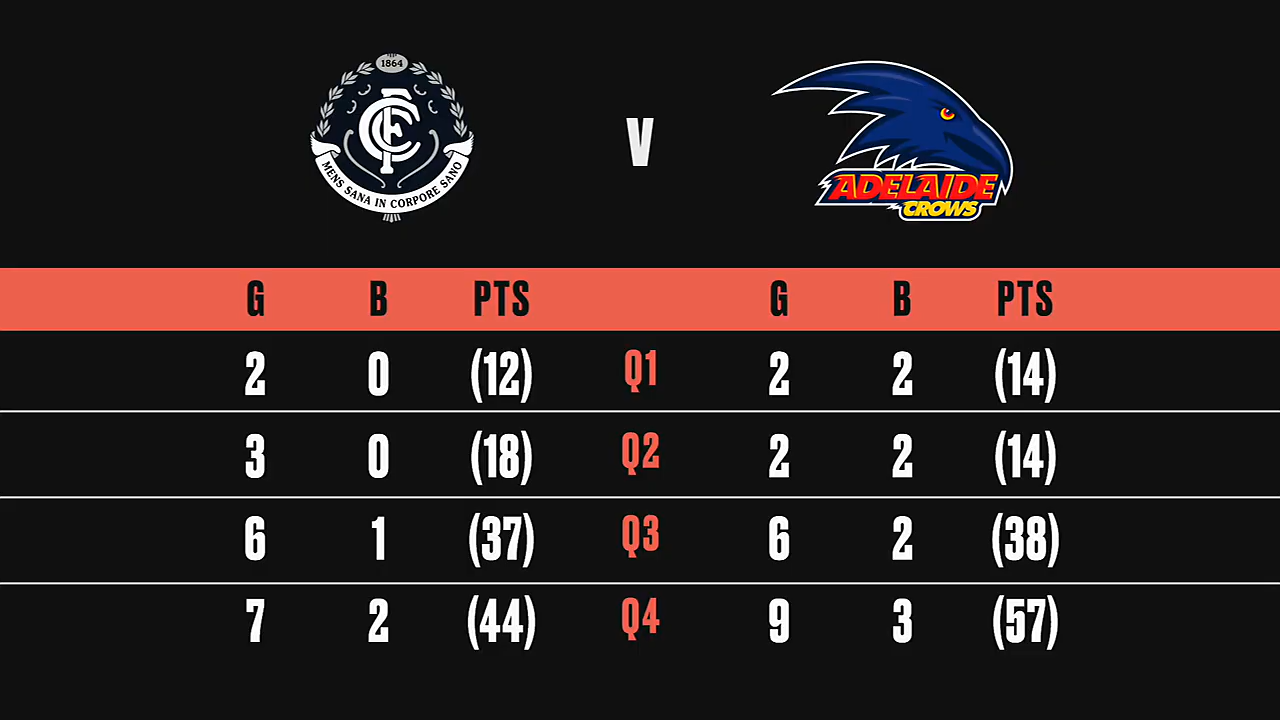 1864
CFC
MENS SANA IN CORPORE SANO
V
ADELAIDE
CROWS
G B PTS G B PTS
2 0 (12) Q1 2 2 (14)
3 0 (18) Q2 2 2 (14)
6 1 (37) Q3 6 2 (38)
7 2 (44) Q4 9 3 (57)